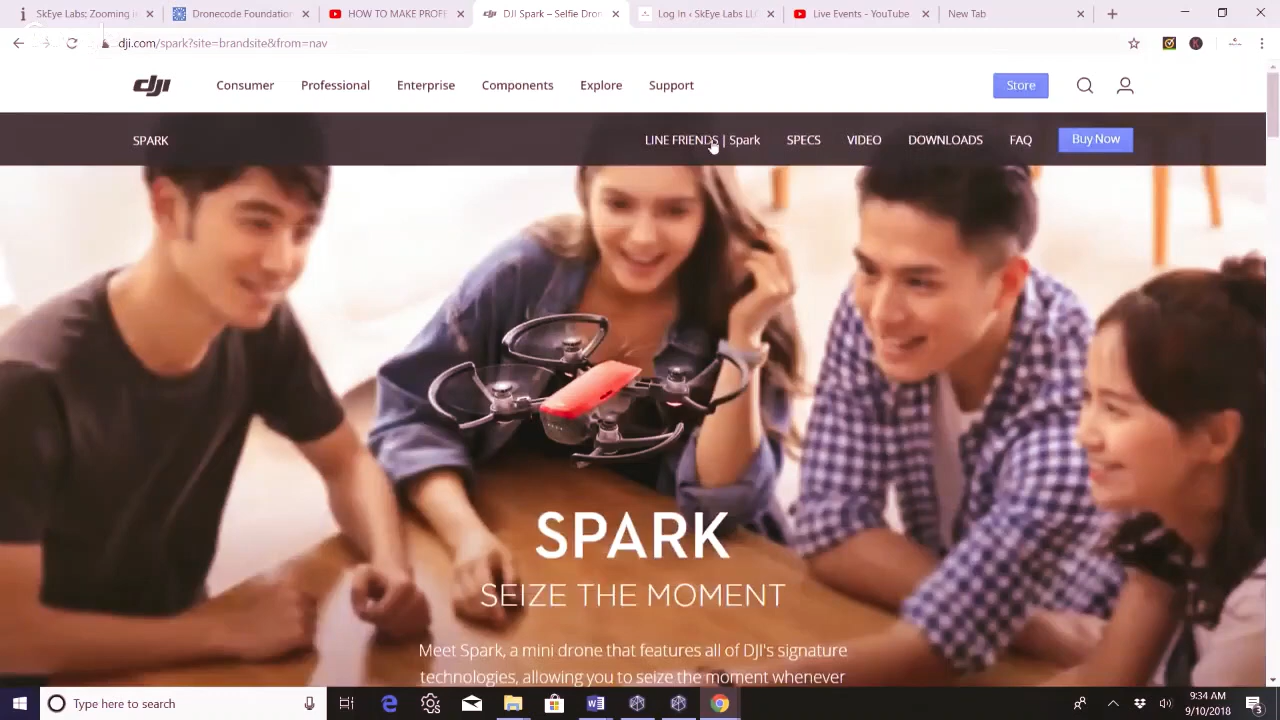 SkEye Labs: Zooming in
Dronecode Foundation
HOW TO MAKE PROFE
DJI Spark – Selfie Dron
Log In ‹ SkEye Labs LLC
Live Events - YouTube
New Tab
dji.com/spark?site=brandsite&from=nav
dji
Consumer
Professional
Enterprise
Components
Explore
Support
Store
SPARK
LINE FRIENDS | Spark
SPECS
VIDEO
DOWNLOADS
FAQ
Buy Now
SPARK
SEIZE THE MOMENT
Meet Spark, a mini drone that features all of DJI's signature
technologies, allowing you to seize the moment whenever
Type here to search
9:34 AM
9/10/2018
3